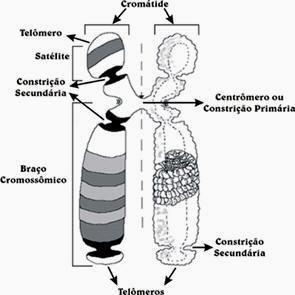 Cromátide
Telômero
Satélite
Constrição
Secundária
Centrômero ou
Constrição Primária
Braço
Cromossômico
Constrição
Secundária
Telômeros